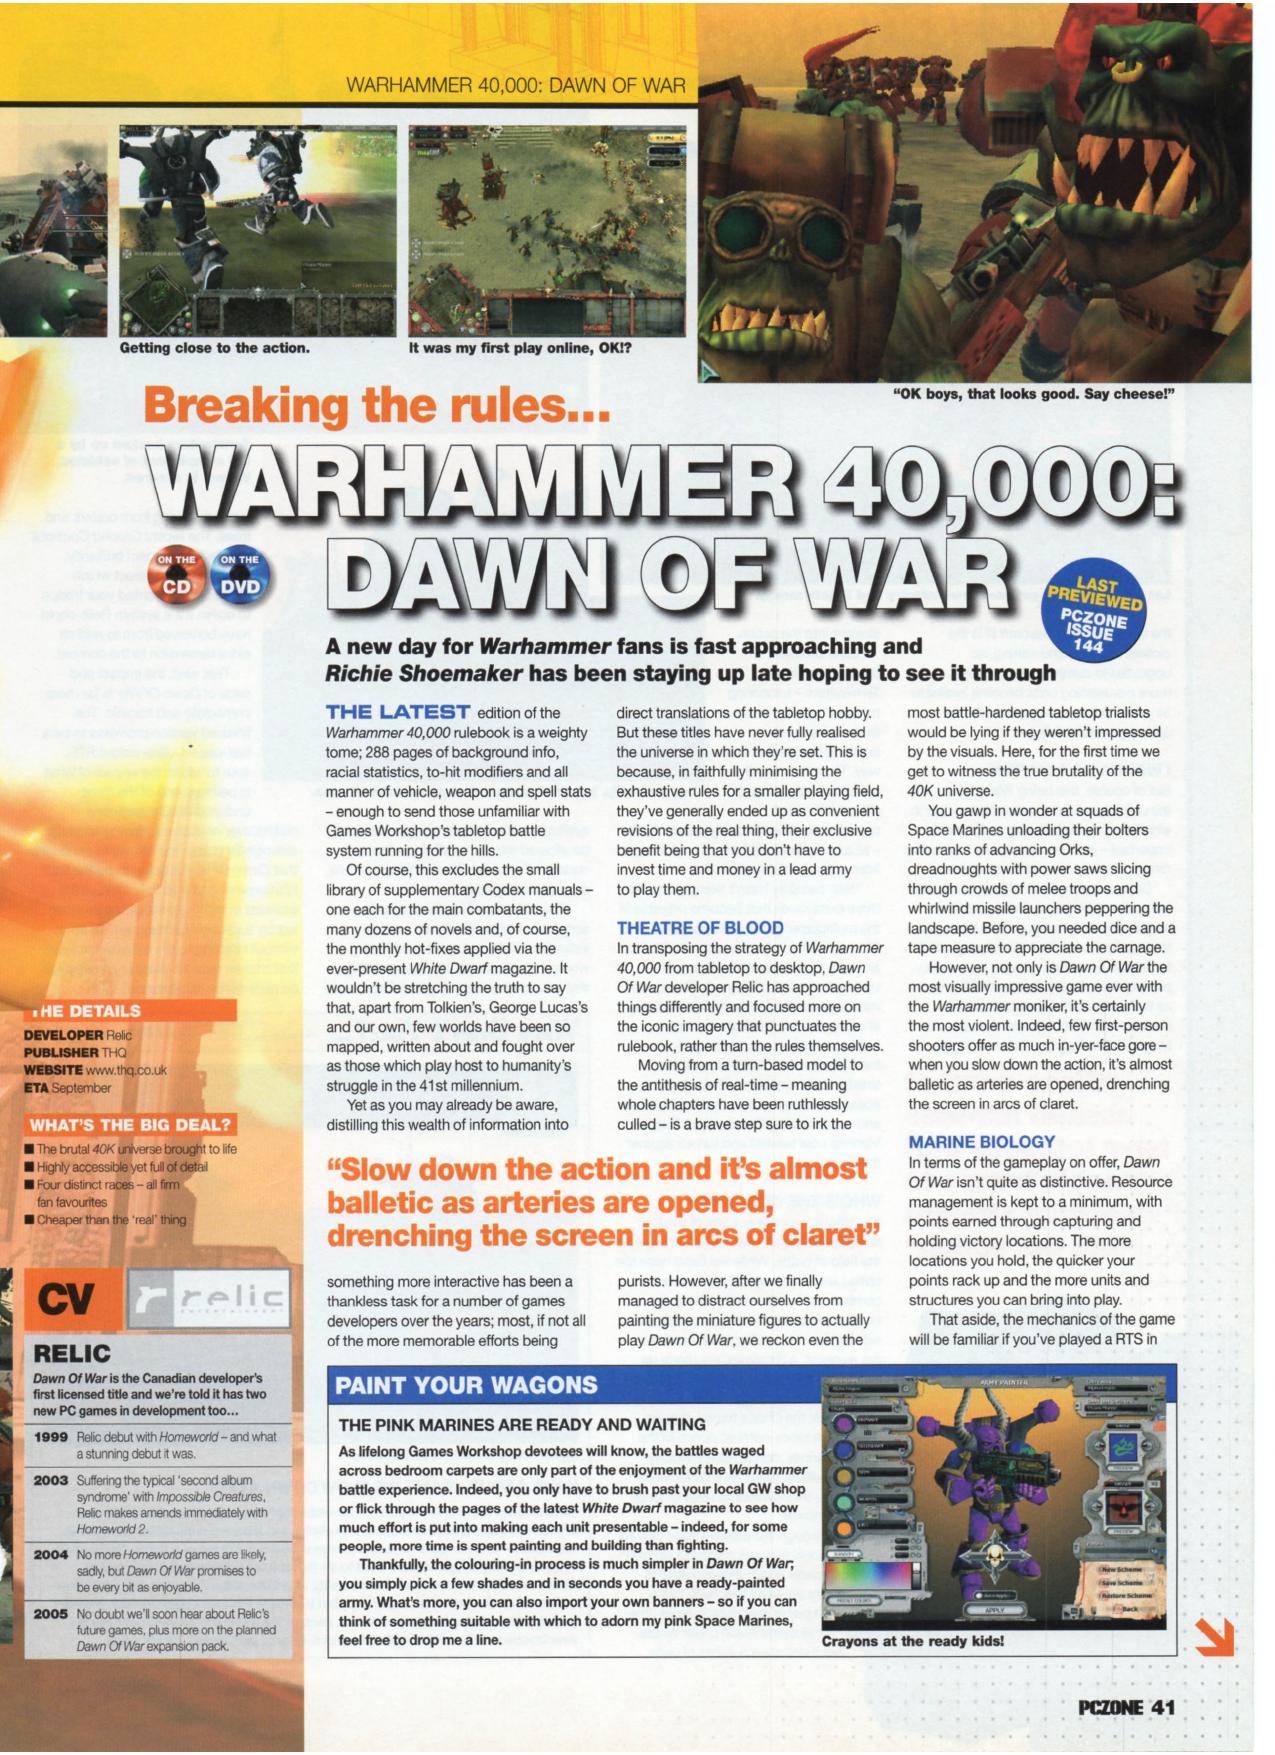 WARHAMMER 40,000: DAWN OF WAR
Getting close to the action.
It was my first play online, OK!?
"OK boys, that looks good. Say cheese!"
Breaking the rules...
WARHAMMER 40,000:
DAWN OF WAR
ON THE
CD
ON THE
DVD
LAST
PREVIEWED
PCZONE
ISSUE
144
A new day for Warhammer fans is fast approaching and
Richie Shoemaker has been staying up late hoping to see it through
THE LATEST edition of the
Warhammer 40,000 rulebook is a weighty
tome; 288 pages of background info,
racial statistics, to-hit modifiers and all
manner of vehicle, weapon and spell stats
– enough to send those unfamiliar with
Games Workshop's tabletop battle
system running for the hills.
Of course, this excludes the small
library of supplementary Codex manuals –
one each for the main combatants, the
many dozens of novels and, of course,
the monthly hot-fixes applied via the
ever-present White Dwarf magazine. It
wouldn't be stretching the truth to say
that, apart from Tolkien's, George Lucas's
and our own, few worlds have been so
mapped, written about and fought over
as those which play host to humanity's
struggle in the 41st millennium.
Yet as you may already be aware,
distilling this wealth of information into
direct translations of the tabletop hobby.
But these titles have never fully realised
the universe in which they're set. This is
because, in faithfully minimising the
exhaustive rules for a smaller playing field,
they've generally ended up as convenient
revisions of the real thing, their exclusive
benefit being that you don't have to
invest time and money in a lead army
to play them.
THEATRE OF BLOOD
In transposing the strategy of Warhammer
40,000 from tabletop to desktop, Dawn
Of War developer Relic has approached
things differently and focused more on
the iconic imagery that punctuates the
rulebook, rather than the rules themselves.
Moving from a turn-based model to
the antithesis of real-time – meaning
whole chapters have been ruthlessly
culled – is a brave step sure to irk the
"Slow down the action and it's almost
balletic as arteries are opened,
drenching the screen in arcs of claret"
something more interactive has been a
thankless task for a number of games
developers over the years; most, if not all
of the more memorable efforts being
purists. However, after we finally
managed to distract ourselves from
painting the miniature figures to actually
play Dawn Of War, we reckon even the
most battle-hardened tabletop trialists
would be lying if they weren't impressed
by the visuals. Here, for the first time we
get to witness the true brutality of the
40K universe.
You gawp in wonder at squads of
Space Marines unloading their bolters
into ranks of advancing Orks,
dreadnoughts with power saws slicing
through crowds of melee troops and
whirlwind missile launchers peppering the
landscape. Before, you needed dice and a
tape measure to appreciate the carnage.
However, not only is Dawn Of War the
most visually impressive game ever with
the Warhammer moniker, it's certainly
the most violent. Indeed, few first-person
shooters offer as much in-yer-face gore –
when you slow down the action, it's almost
balletic as arteries are opened, drenching
the screen in arcs of claret.
MARINE BIOLOGY
In terms of the gameplay on offer, Dawn
Of War isn't quite as distinctive. Resource
management is kept to a minimum, with
points earned through capturing and
holding victory locations. The more
locations you hold, the quicker your
points rack up and the more units and
structures you can bring into play.
That aside, the mechanics of the game
will be familiar if you've played a RTS in
THE DETAILS
DEVELOPER Relic
PUBLISHER THQ
WEBSITE www.thq.co.uk
ETA September
WHAT'S THE BIG DEAL?
■ The brutal 40K universe brought to life
■ Highly accessible yet full of detail
■ Four distinct races – all firm
fan favourites
■ Cheaper than the 'real' thing
CV
relic
ENTERTAINMENT
RELIC
Dawn Of War is the Canadian developer's
first licensed title and we're told it has two
new PC games in development too...
1999 Relic debut with Homeworld – and what
a stunning debut it was.
2003 Suffering the typical 'second album
syndrome' with Impossible Creatures,
Relic makes amends immediately with
Homeworld 2.
2004 No more Homeworld games are likely,
sadly, but Dawn Of War promises to
be every bit as enjoyable.
2005 No doubt we'll soon hear about Relic's
future games, plus more on the planned
Dawn Of War expansion pack.
PAINT YOUR WAGONS
THE PINK MARINES ARE READY AND WAITING
As lifelong Games Workshop devotees will know, the battles waged
across bedroom carpets are only part of the enjoyment of the Warhammer
battle experience. Indeed, you only have to brush past your local GW shop
or flick through the pages of the latest White Dwarf magazine to see how
much effort is put into making each unit presentable – indeed, for some
people, more time is spent painting and building than fighting.
Thankfully, the colouring-in process is much simpler in Dawn Of War;
you simply pick a few shades and in seconds you have a ready-painted
army. What's more, you can also import your own banners – so if you can
think of something suitable with which to adorn my pink Space Marines,
feel free to drop me a line.
ARMY PAINTER
New Scheme
Save Scheme
Restore Scheme
Back
APPLY
Crayons at the ready kids!
PCZONE 41